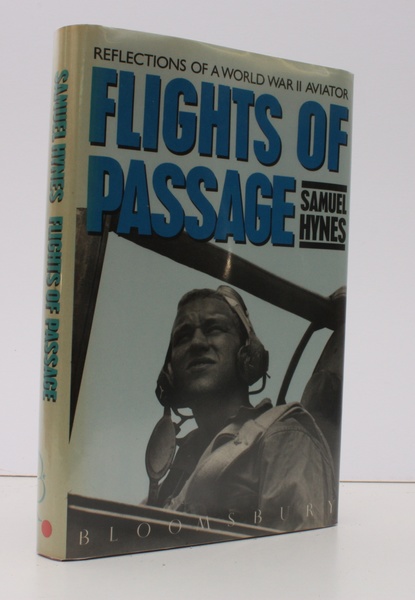 REFLECTIONS OF A WORLD WAR II AVIATOR
FLIGHTS OF
PASSAGE
SAMUEL
HYNES
BLOOMSBURY
SAMUEL HYNES FLIGHTS OF PASSAGE
B